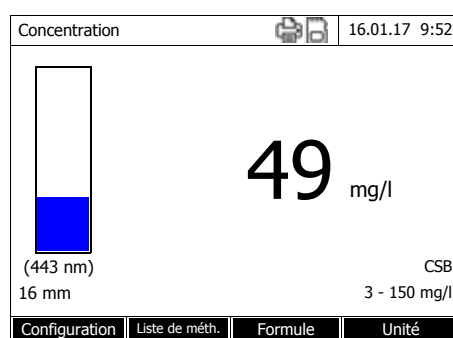 Concentration 16.01.17 9:52
49 mg/l
(443 nm) CSB
16 mm 3 - 150 mg/l
Configuration Liste de méth. Formule Unité